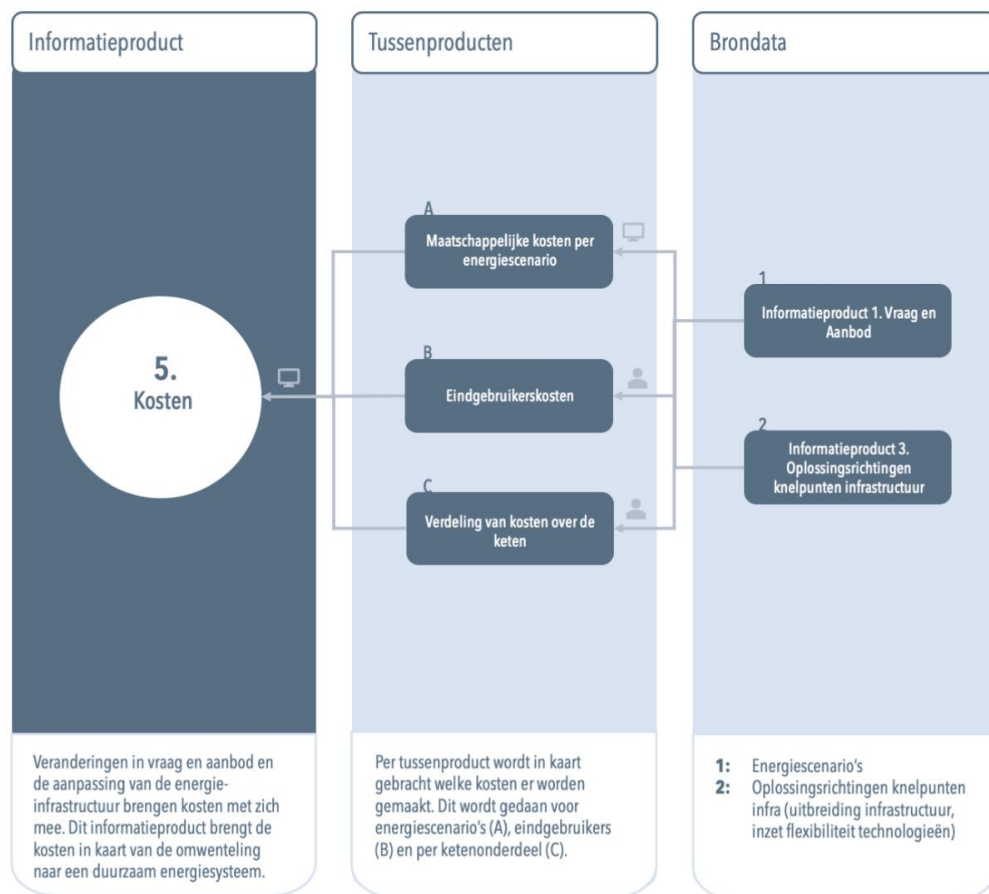 Informatieproduct
Tussenproducten
Brondata
5.
Kosten
A
Maatschappelijke kosten per
energiescenario
B
Eindgebruikerskosten
C
Verdeling van kosten over de
keten
1
Informatieproduct 1. Vraag en
Aanbod
2
Informatieproduct 3.
Oplossingsrichtingen
knelpunten infrastructuur
Veranderingen in vraag en aanbod en
de aanpassing van de energie-
infrastructuur brengen kosten met zich
mee. Dit informatieproduct brengt de
kosten in kaart van de omwenteling
naar een duurzaam energiesysteem.
Per tussenproduct wordt in kaart
gebracht welke kosten er worden
gemaakt. Dit wordt gedaan voor
energiescenario's (A), eindgebruikers
(B) en per ketenonderdeel (C).
1: Energiescenario's
2: Oplossingsrichtingen knelpunten
infra (uitbreiding infrastructuur,
inzet flexibiliteit technologieën)